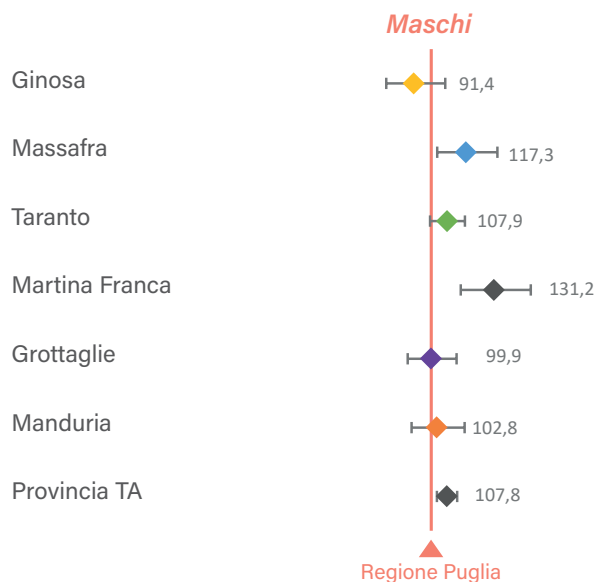 Maschi
Ginosa 91,4
Massafra 117,3
Taranto 107,9
Martina Franca 131,2
Grottaglie 99,9
Manduria 102,8
Provincia TA 107,8
Regione Puglia